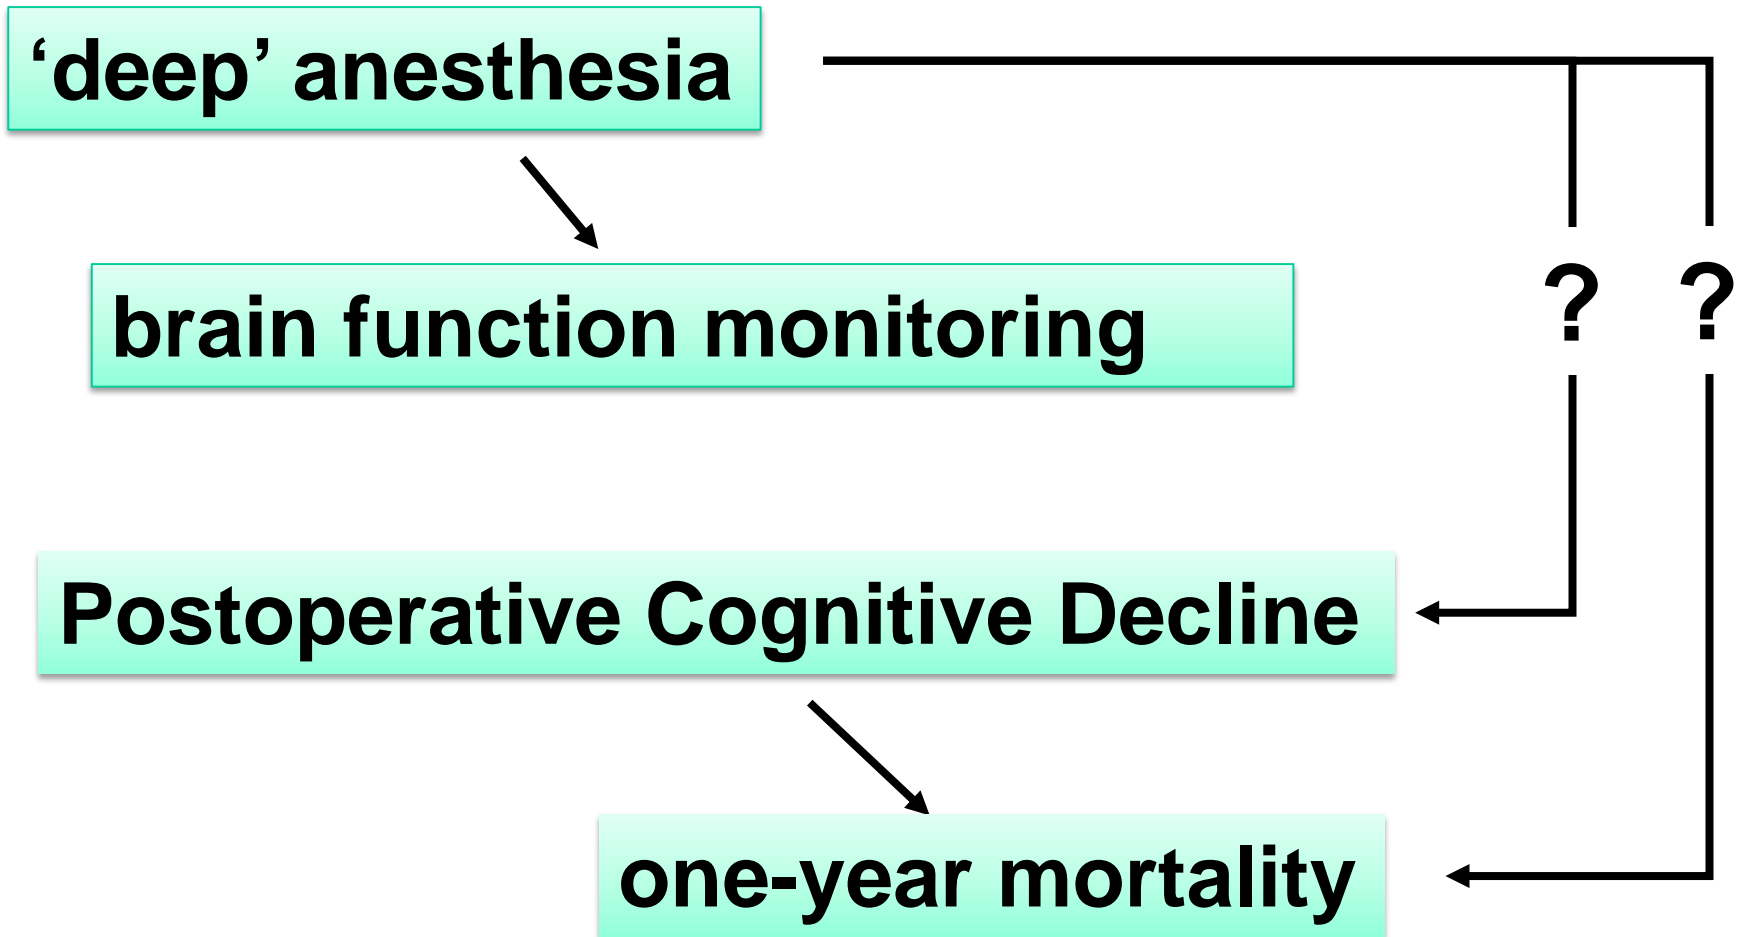 ‘deep’ anesthesia
brain function monitoring
? ?
Postoperative Cognitive Decline
one-year mortality